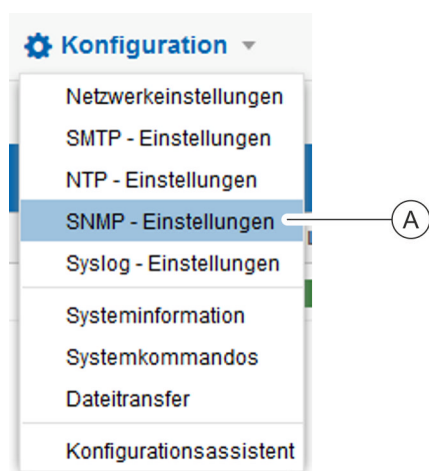 Konfiguration
Netzwerkeinstellungen
SMTP - Einstellungen
NTP - Einstellungen
SNMP - Einstellungen
A
Syslog - Einstellungen
Systeminformation
Systemkommandos
Dateitransfer
Konfigurationsassistent